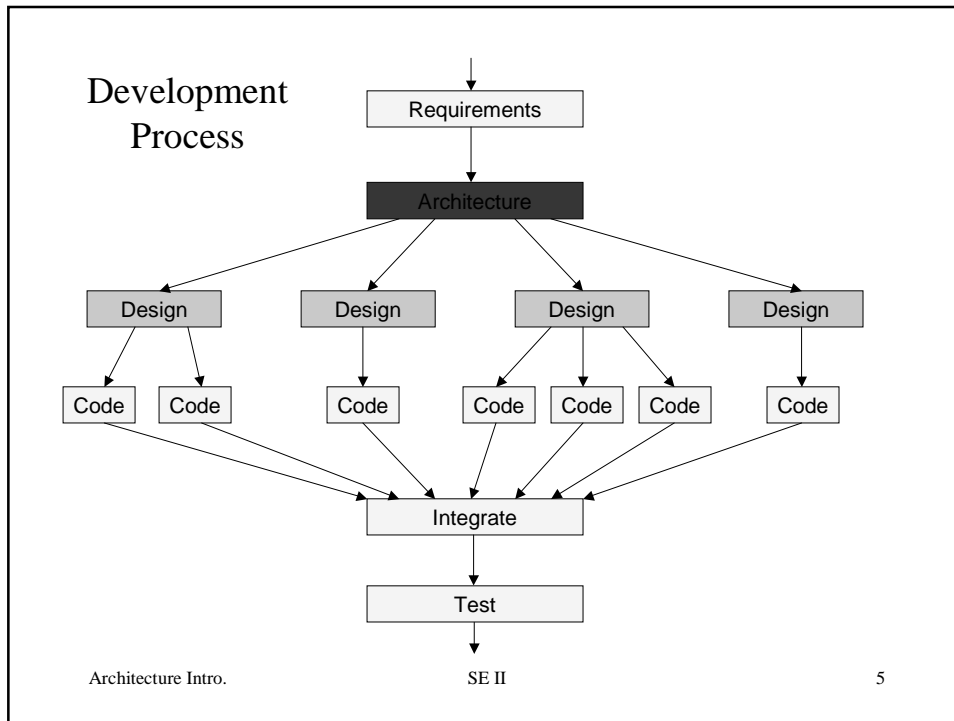 Development
Process
Requirements
Architecture
Design Design Design Design
Code Code Code Code Code Code Code
Integrate
Test
Architecture Intro. SE II 5